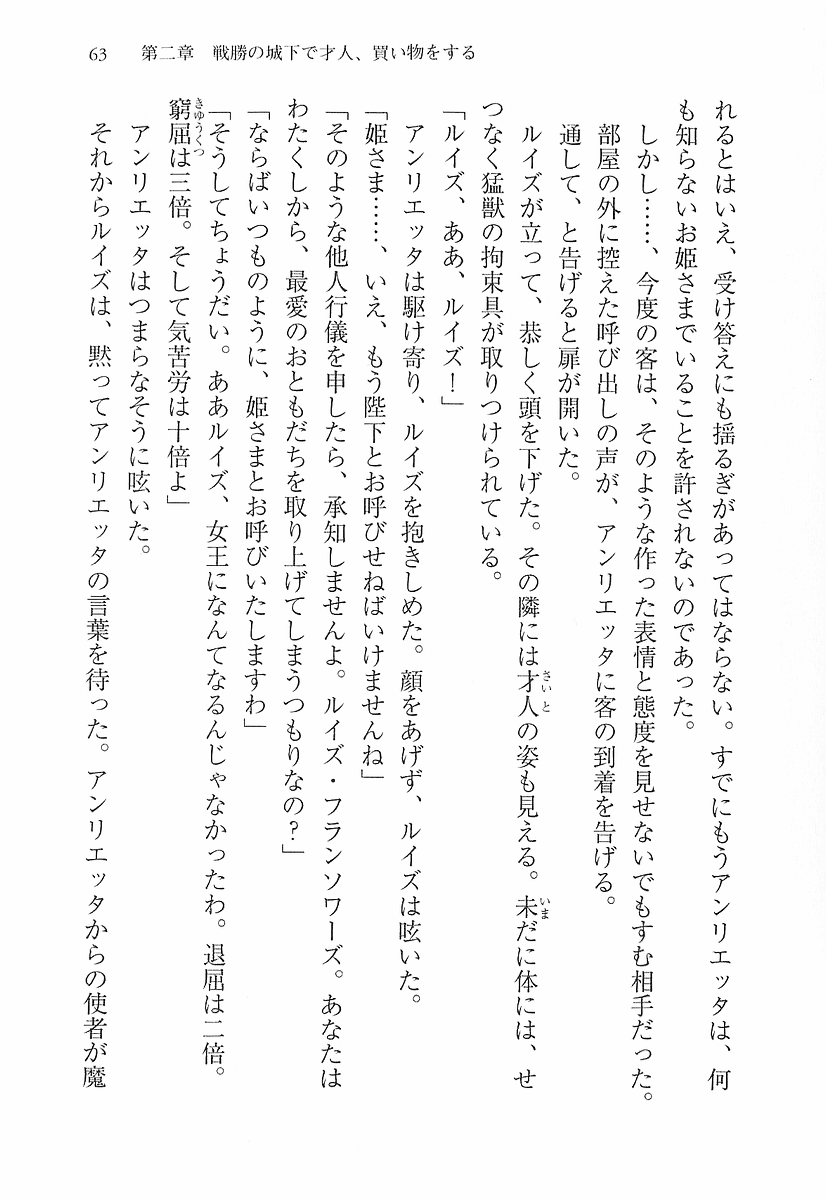 63　第二章　戦勝の城下で才人、買い物をする
れるとはいえ、受け答えにも揺るぎがあってはならない。すでにもうアンリエッタは、何
も知らないお姫さまでいることを許されないのであった。
しかし……、今度の客は、そのような作った表情と態度を見せないでもすむ相手だった。
部屋の外に控えた呼び出しの声が、アンリエッタに客の到着を告げる。
通して、と告げると扉が開いた。
ルイズが立って、恭しく頭を下げた。その隣には才人の姿も見える。未だに体には、せ
つなく猛獣の拘束具が取りつけられている。
「ルイズ、ああ、ルイズ！」
アンリエッタは駆け寄り、ルイズを抱きしめた。顔をあげず、ルイズは呟いた。
「姫さま……、いえ、もう陛下とお呼びせねばいけませんね」
「そのような他人行儀を申したら、承知しませんよ。ルイズ・フランソワーズ。あなたは
わたくしから、最愛のおともだちを取り上げてしまうつもりなの？」
「ならばいつものように、姫さまとお呼びいたしますわ」
「そうしてちょうだい。ああルイズ、女王になんてなるんじゃなかったわ。退屈は二倍。
窮屈は三倍。そして気苦労は十倍よ」
アンリエッタはつまらなそうに呟いた。
それからルイズは、黙ってアンリエッタの言葉を待った。アンリエッタからの使者が魔